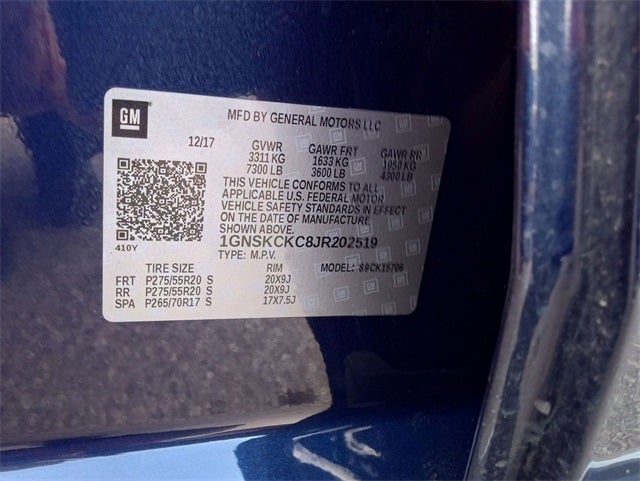 GM
MFD BY GENERAL MOTORS LLC
12/17 GVWR GAWR FRT GAWR RR
3311 KG 1633 KG 1950 KG
7300 LB 3600 LB 4300 LB
THIS VEHICLE CONFORMS TO ALL
APPLICABLE U.S. FEDERAL MOTOR
VEHICLE SAFETY STANDARDS IN EFFECT
ON THE DATE OF MANUFACTURE
SHOWN ABOVE.
410Y 1GNSKCKC8JR202519
TYPE: M.P.V.
TIRE SIZE RIM MODEL: S9CK15706
FRT P275/55R20 S 20X9J
RR P275/55R20 S 20X9J
SPA P265/70R17 S 17X7.5J